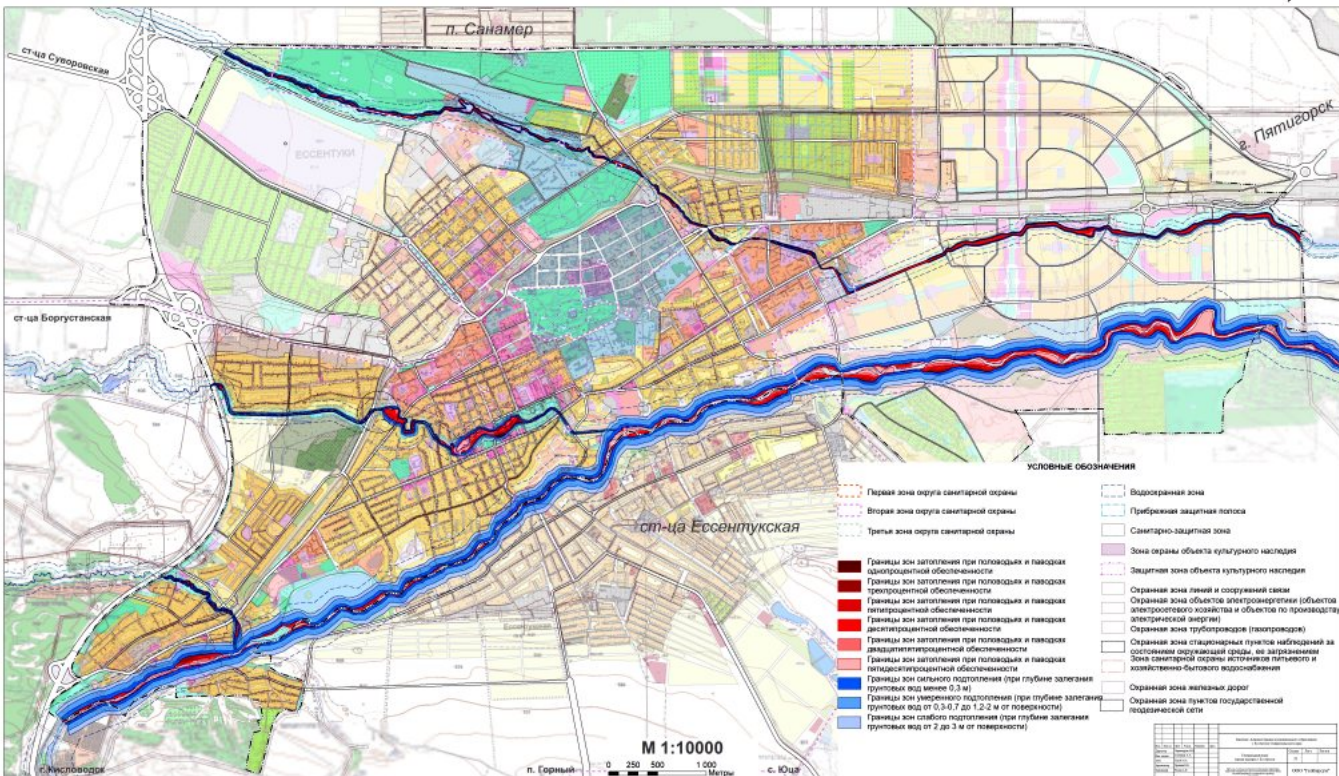 п. Санамер
ст-ца Суворовская
г. Пятигорск
ЕССЕНТУКИ
ст-ца Боргустанская
ст-ца Ессентукская
УСЛОВНЫЕ ОБОЗНАЧЕНИЯ
Первая зона округа санитарной охраны
Вторая зона округа санитарной охраны
Третья зона округа санитарной охраны
Границы зон затопления при половодьях и паводках
однопроцентной обеспеченности
Границы зон затопления при половодьях и паводках
трехпроцентной обеспеченности
Границы зон затопления при половодьях и паводках
пятипроцентной обеспеченности
Границы зон затопления при половодьях и паводках
десятипроцентной обеспеченности
Границы зон затопления при половодьях и паводках
двадцатипятипроцентной обеспеченности
Границы зон затопления при половодьях и паводках
пятидесятипроцентной обеспеченности
Границы зон сильного подтопления (при глубине залегания
грунтовых вод менее 0,3 м)
Границы зон умеренного подтопления (при глубине залегания
грунтовых вод от 0,3-0,7 до 1,2-2 м от поверхности)
Границы зон слабого подтопления (при глубине залегания
грунтовых вод от 2 до 3 м от поверхности)
Водоохранная зона
Прибрежная защитная полоса
Санитарно-защитная зона
Зона охраны объекта культурного наследия
Защитная зона объекта культурного наследия
Охранная зона линий и сооружений связи
Охранная зона объектов электроэнергетики (объектов
электросетевого хозяйства и объектов по производству
электрической энергии)
Охранная зона трубопроводов (газопроводов)
Охранная зона стационарных пунктов наблюдений за
состоянием окружающей среды, ее загрязнением
Зона санитарной охраны источников питьевого и
хозяйственно-бытового водоснабжения
Охранная зона железных дорог
Охранная зона пунктов государственной
геодезической сети
М 1:10000
0 250 500 1 000
Метры
г. Кисловодск
п. Горный
с. Юца